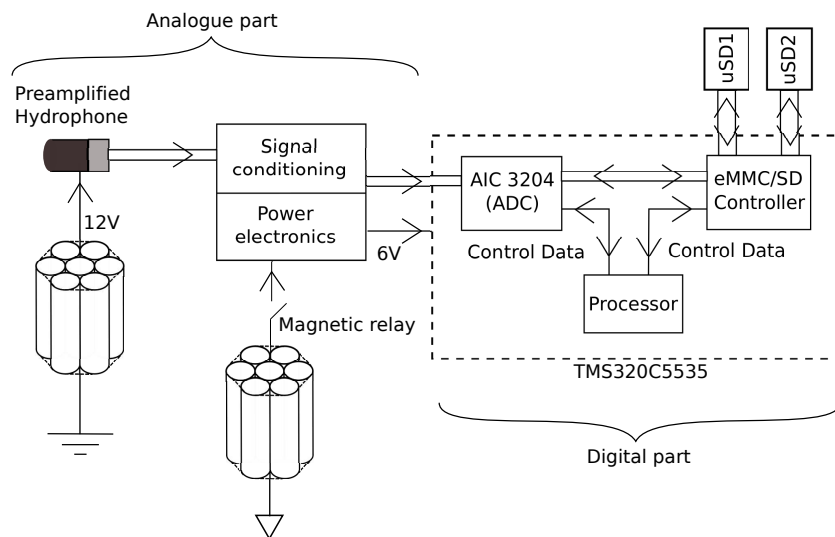 Analogue part
Preamplified
Hydrophone
12V
Signal
conditioning
Power
electronics
6V
Magnetic relay
uSD1
uSD2
AIC 3204
(ADC)
eMMC/SD
Controller
Control Data
Control Data
Processor
TMS320C5535
Digital part